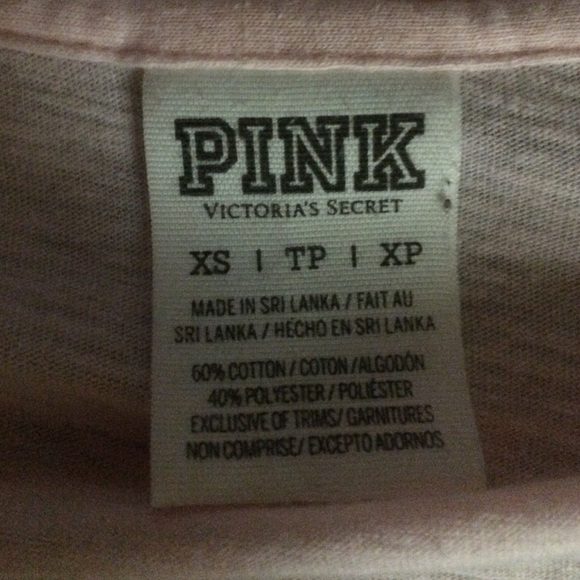 PINK
VICTORIA'S SECRET
XS | TP | XP
MADE IN SRI LANKA / FAIT AU
SRI LANKA / HECHO EN SRI LANKA
60% COTTON / COTON / ALGODÓN
40% POLYESTER / POLIÉSTER
EXCLUSIVE OF TRIMS/ GARNITURES
NON COMPRISE/ EXCEPTO ADORNOS